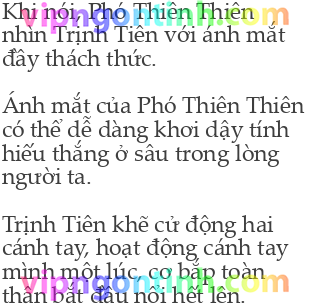 Khi nói, Phó Thiên Thiên
nhìn Trịnh Tiên với ánh mắt
đầy thách thức.
Ánh mắt của Phó Thiên Thiên
có thể dễ dàng khơi dậy tính
hiếu thắng ở sâu trong lòng
người ta.
Trịnh Tiên khẽ cử động hai
cánh tay, hoạt động cánh tay
mình một lúc, cơ bắp toàn
thân bắt đầu nổi hết lên.
vipngontinh.com
vipngontinh.com